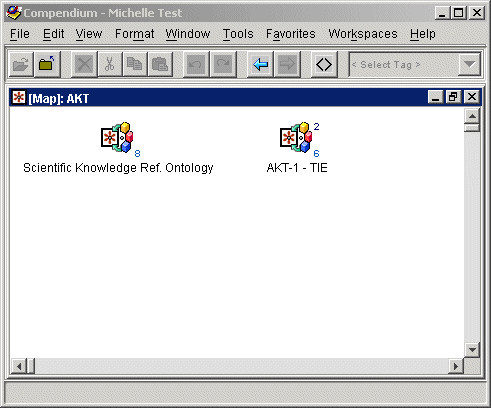 Compendium - Michelle Test
File Edit View Format Window Tools Favorites Workspaces Help
< Select Tag >
[Map]: AKT
8
2
6
Scientific Knowledge Ref. Ontology
AKT-1 - TIE